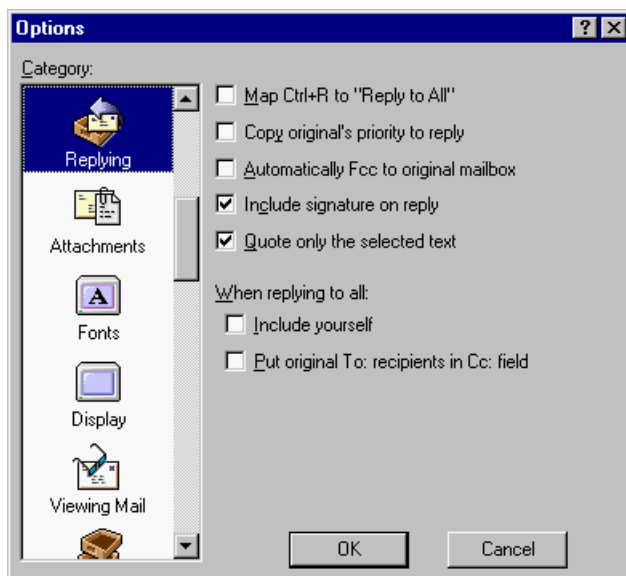 Options
Category:
Replying
Attachments
Fonts
A
Display
Viewing Mail
Map Ctrl+R to "Reply to All"
Copy original's priority to reply
Automatically Fcc to original mailbox
Include signature on reply
Quote only the selected text
When replying to all:
Include yourself
Put original To: recipients in Cc: field
OK
Cancel